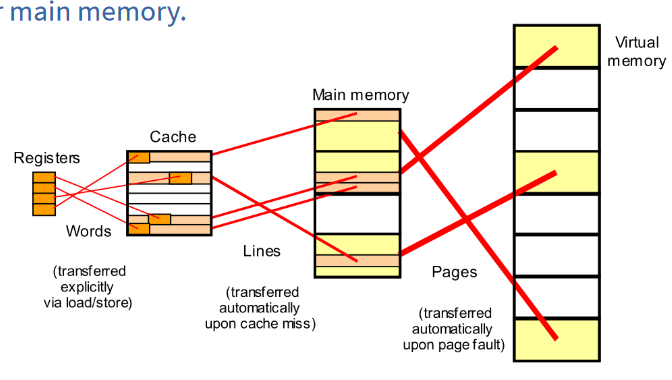 r main memory.
Virtual
memory
Main memory
Cache
Registers
Words
Lines
Pages
(transferred
explicitly
via load/store)
(transferred
automatically
upon cache miss)
(transferred
automatically
upon page fault)